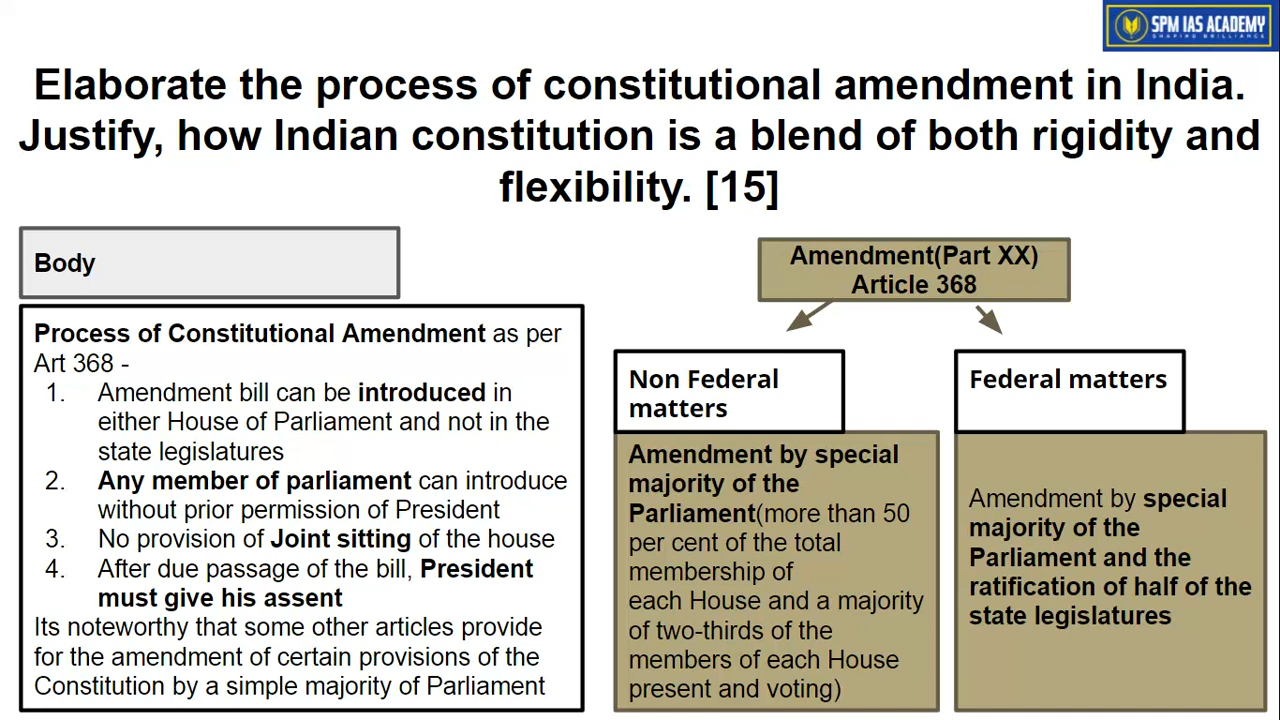 SPM IAS ACADEMY
SHAPING BRILLIANCE
Elaborate the process of constitutional amendment in India.
Justify, how Indian constitution is a blend of both rigidity and
flexibility. [15]
Body
Process of Constitutional Amendment as per
Art 368 -
1. Amendment bill can be introduced in
either House of Parliament and not in the
state legislatures
2. Any member of parliament can introduce
without prior permission of President
3. No provision of Joint sitting of the house
4. After due passage of the bill, President
must give his assent
Its noteworthy that some other articles provide
for the amendment of certain provisions of the
Constitution by a simple majority of Parliament
Amendment(Part XX)
Article 368
Non Federal
matters
Amendment by special
majority of the
Parliament(more than 50
per cent of the total
membership of
each House and a majority
of two-thirds of the
members of each House
present and voting)
Federal matters
Amendment by special
majority of the
Parliament and the
ratification of half of the
state legislatures